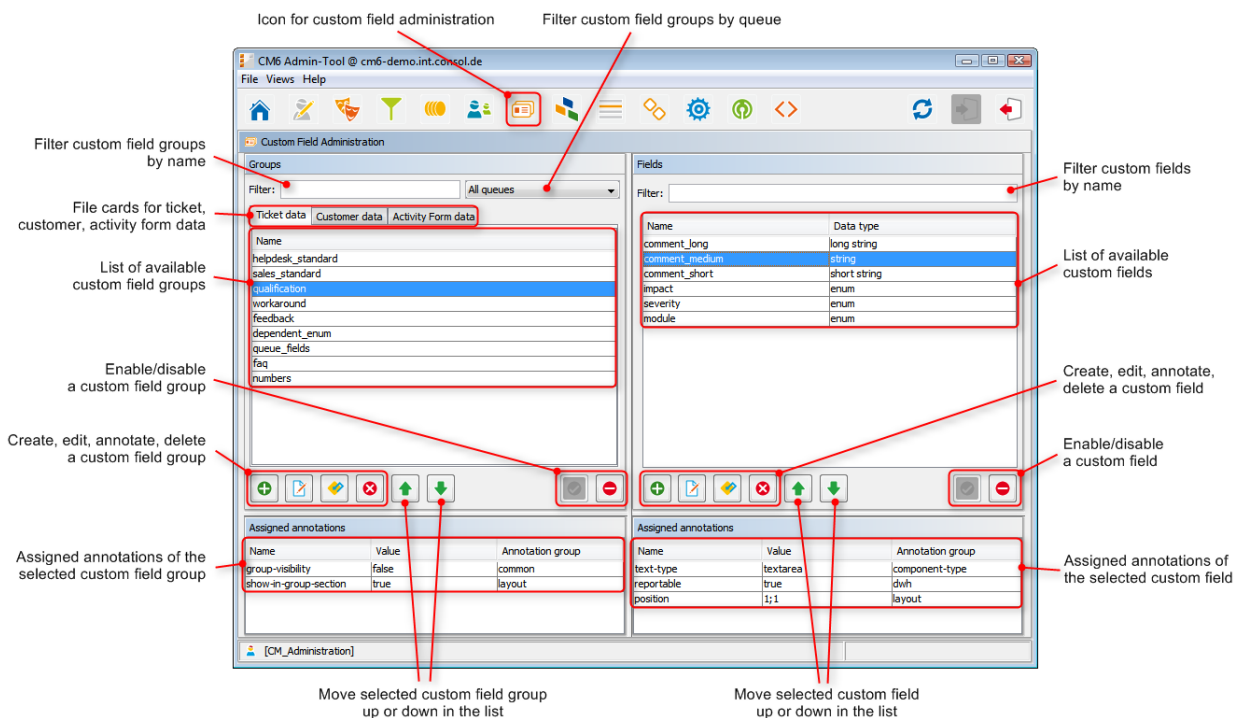 Icon for custom field administration
Filter custom field groups by queue
CM6 Admin-Tool @ cm6-demo.int.consol.de
File Views Help
Custom Field Administration
Groups
Fields
Filter custom field groups
by name
Filter:
All queues
Filter:
Filter custom fields
by name
File cards for ticket,
customer, activity form data
Ticket data
Customer data
Activity Form data
Name
helpdesk_standard
sales_standard
qualification
workaround
feedback
dependent_enum
queue_fields
faq
numbers
List of available
custom field groups
Name Data type
comment_long long string
comment_medium string
comment_short short string
impact enum
severity enum
module enum
List of available
custom fields
Enable/disable
a custom field group
Create, edit, annotate,
delete a custom field
Create, edit, annotate, delete
a custom field group
Enable/disable
a custom field
Assigned annotations
Name Value Annotation group
group-visibility false common
show-in-group-section true layout
Assigned annotations of the
selected custom field group
Assigned annotations
Name Value Annotation group
text-type textarea component-type
reportable true dwh
position 1;1 layout
Assigned annotations of
the selected custom field
[CM_Administration]
Move selected custom field group
up or down in the list
Move selected custom field
up or down in the list